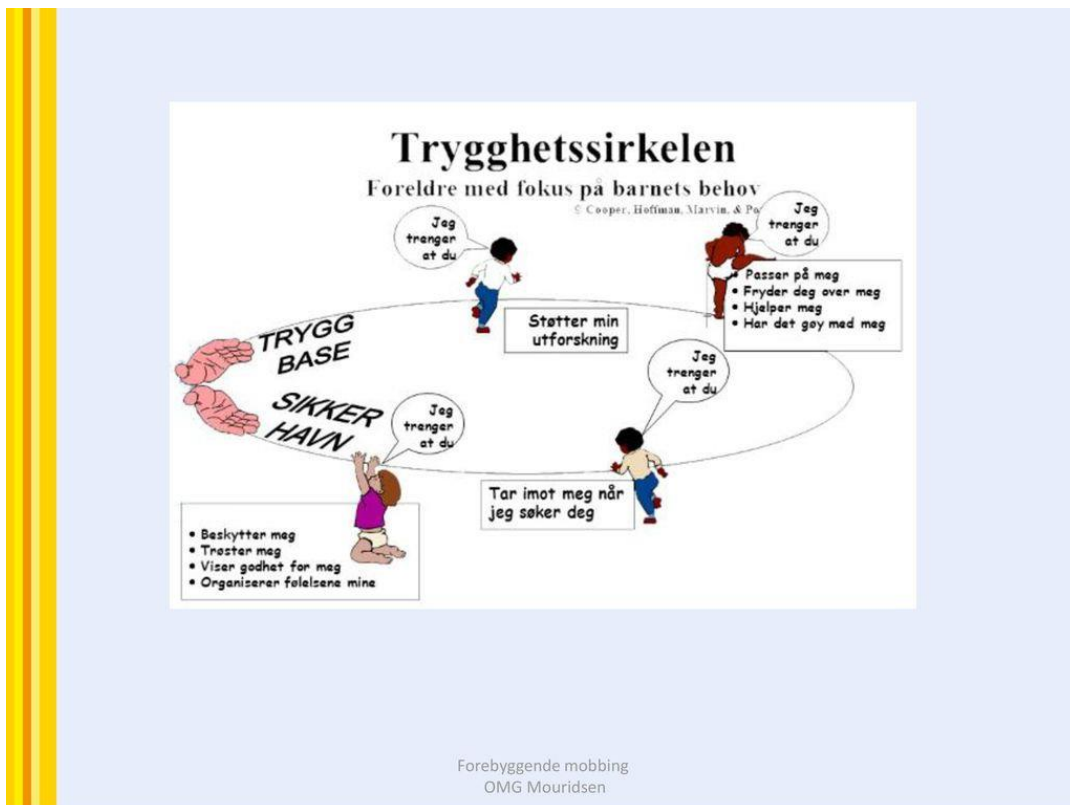 Trygghetssirkelen
Foreldre med fokus på barnets behov
© Cooper, Hoffman, Marvin, & Po
Jeg
trenger
at du
Jeg
trenger
at du
Passer på meg
Fryder deg over meg
Hjelper meg
Har det gøy med meg
Støtter min
utforskning
TRYGG
BASE
SIKKER
HAVN
Jeg
trenger
at du
Jeg
trenger
at du
Tar imot meg når
jeg søker deg
• Beskytter meg
• Trøster meg
• Viser godhet for meg
• Organiserer følelsene mine
Forebyggende mobbing
OMG Mouridsen